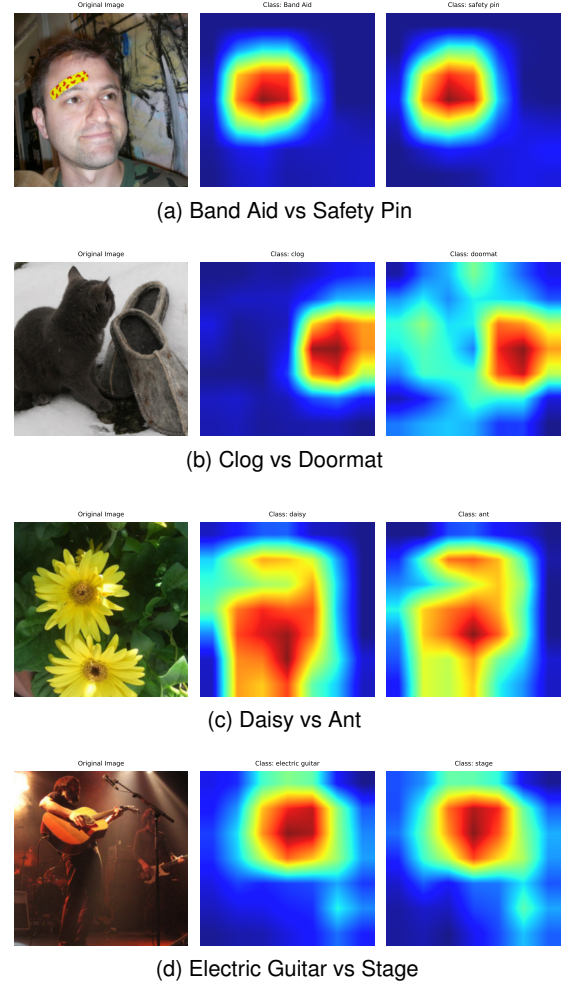 Original Image Class: Band Aid Class: safety pin
(a) Band Aid vs Safety Pin
Original Image Class: clog Class: doormat
(b) Clog vs Doormat
Original Image Class: daisy Class: ant
(c) Daisy vs Ant
Original Image Class: electric guitar Class: stage
(d) Electric Guitar vs Stage